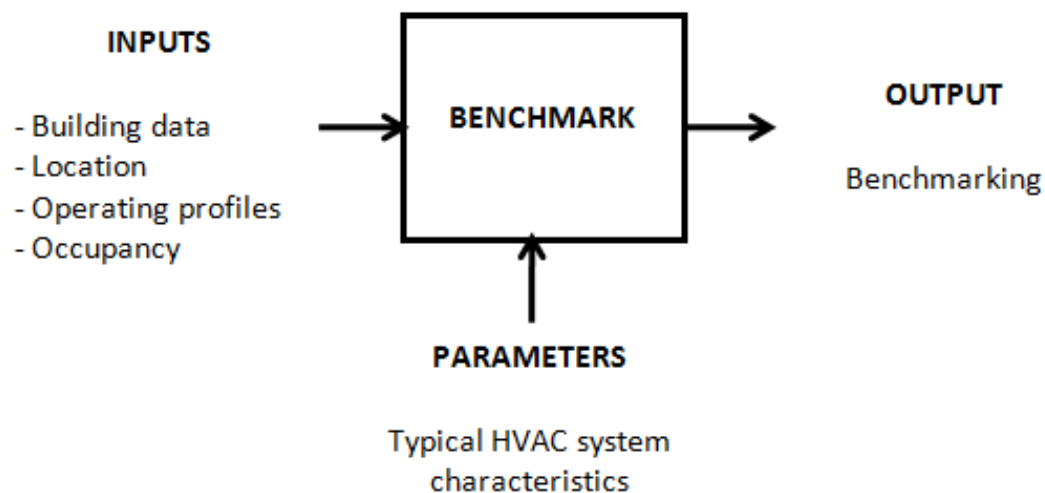 INPUTS
- Building data
- Location
- Operating profiles
- Occupancy
BENCHMARK
OUTPUT
Benchmarking
PARAMETERS
Typical HVAC system
characteristics